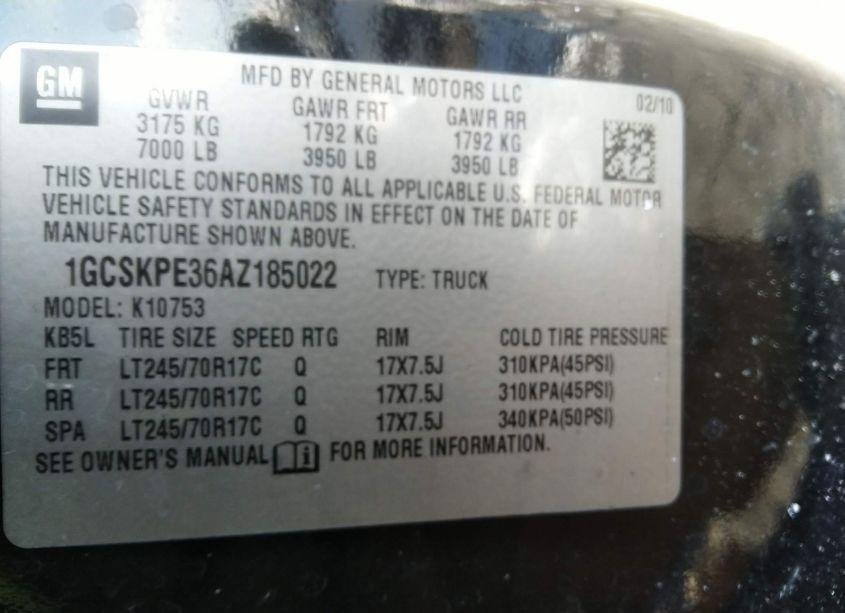 GM
MFD BY GENERAL MOTORS LLC
02/10
GVWR GAWR FRT GAWR RR
3175 KG 1792 KG 1792 KG
7000 LB 3950 LB 3950 LB
THIS VEHICLE CONFORMS TO ALL APPLICABLE U.S. FEDERAL MOTOR
VEHICLE SAFETY STANDARDS IN EFFECT ON THE DATE OF
MANUFACTURE SHOWN ABOVE.
1GCSKPE36AZ185022 TYPE: TRUCK
MODEL: K10753
KB5L TIRE SIZE SPEED RTG RIM COLD TIRE PRESSURE
FRT LT245/70R17C Q 17X7.5J 310KPA(45PSI)
RR LT245/70R17C Q 17X7.5J 310KPA(45PSI)
SPA LT245/70R17C Q 17X7.5J 340KPA(50PSI)
SEE OWNER'S MANUAL i FOR MORE INFORMATION.